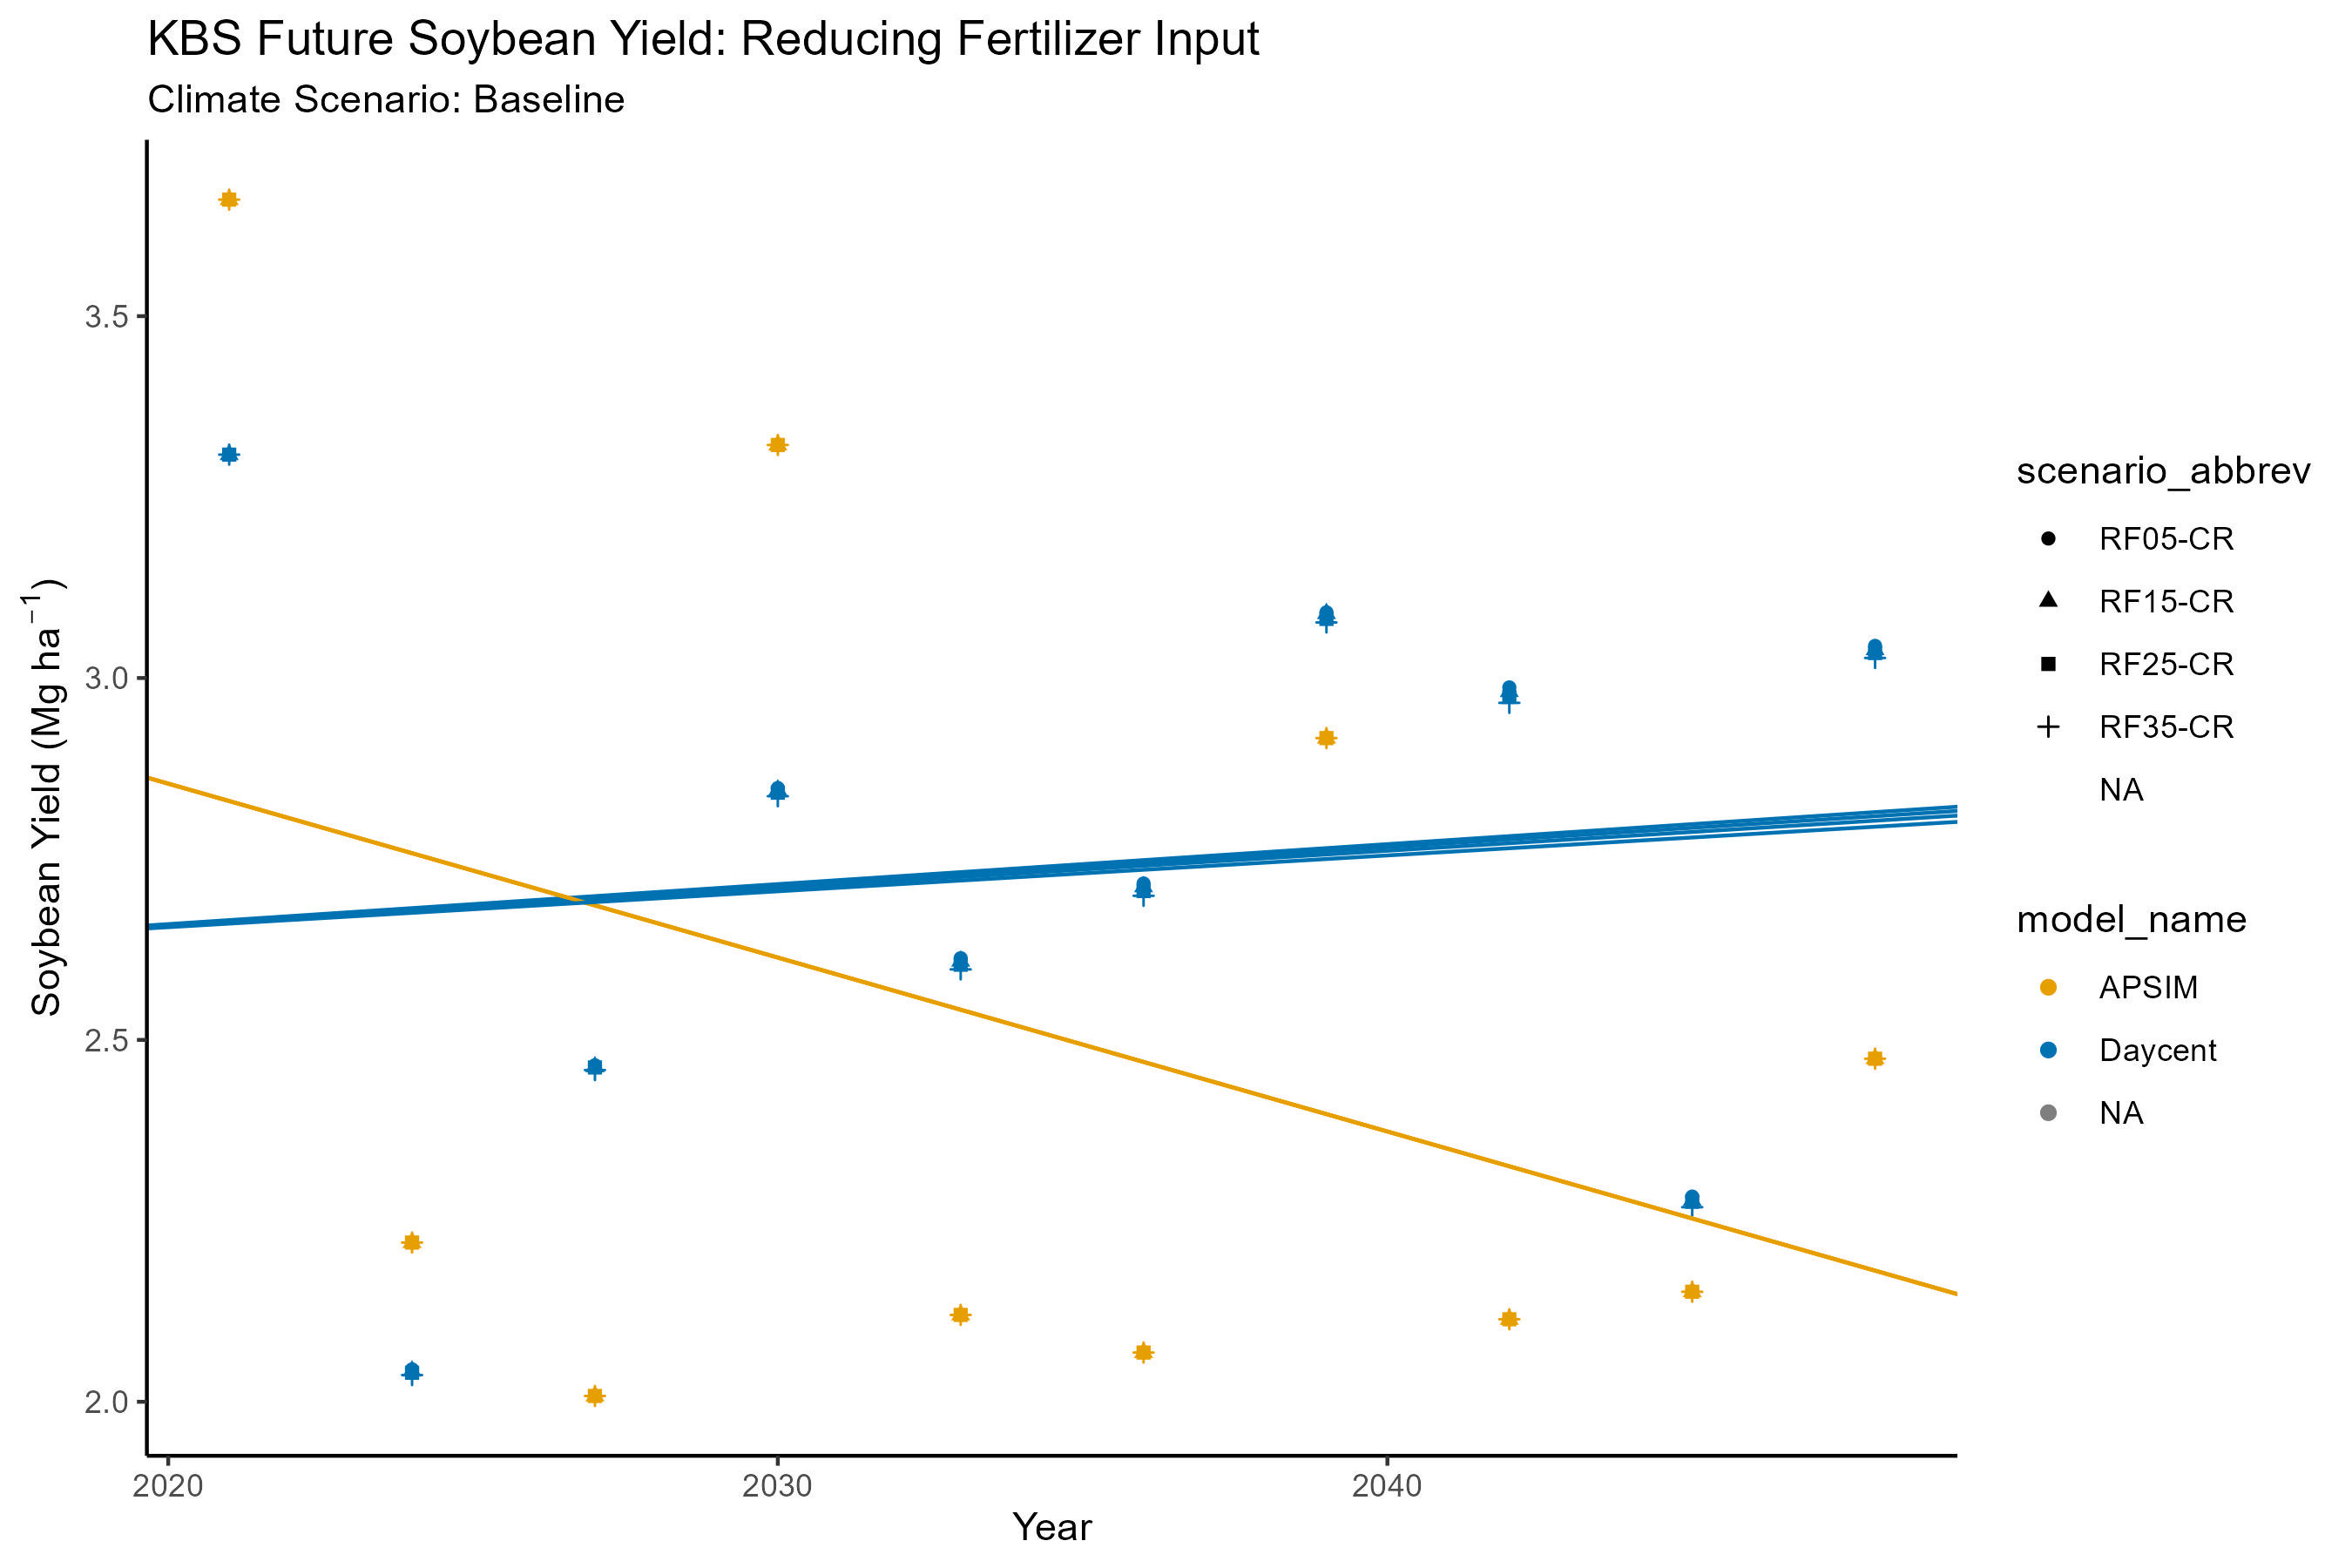 KBS Future Soybean Yield: Reducing Fertilizer Input
Climate Scenario: Baseline
Soybean Yield (Mg ha⁻¹)
3.5
3.0
2.5
2.0
2020
2030
2040
Year
scenario_abbrev
RF05-CR
RF15-CR
RF25-CR
RF35-CR
NA
model_name
APSIM
Daycent
NA